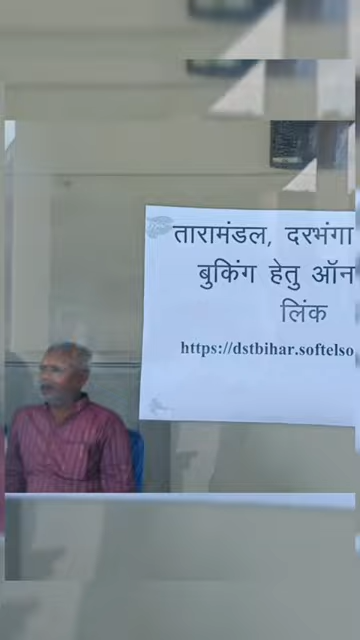 तारामंडल, दरभंगा
बुकिंग हेतु ऑन
लिंक
https://dstbihar.softelso